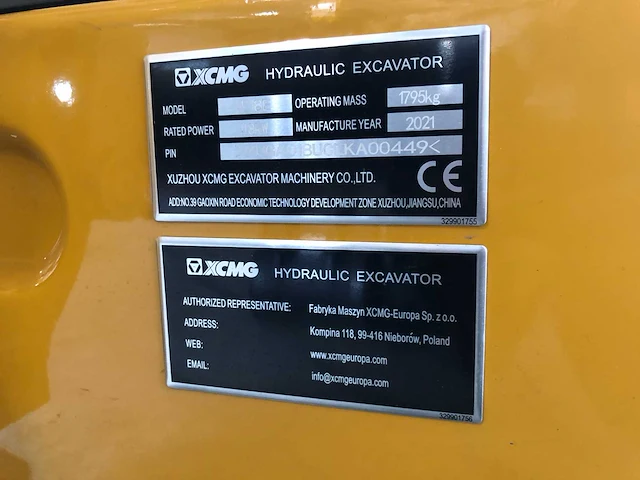 XCMG HYDRAULIC EXCAVATOR
MODEL OPERATING MASS 1795kg
RATED POWER MANUFACTURE YEAR 2021
PIN KA00449<
XUZHOU XCMG EXCAVATOR MACHINERY CO.,LTD. CE
ADD:NO.39 GAOXIN ROAD ECONOMIC TECHNOLOGY DEVELOPMENT ZONE XUZHOU,JIANGSU,CHINA
329901755
XCMG HYDRAULIC EXCAVATOR
AUTHORIZED REPRESENTATIVE: Fabryka Maszyn XCMG-Europa Sp. z o.o.
ADDRESS: Kompina 118, 99-416 Nieborów, Poland
WEB: www.xcmgeuropa.com
EMAIL: info@xcmgeuropa.com
329901756